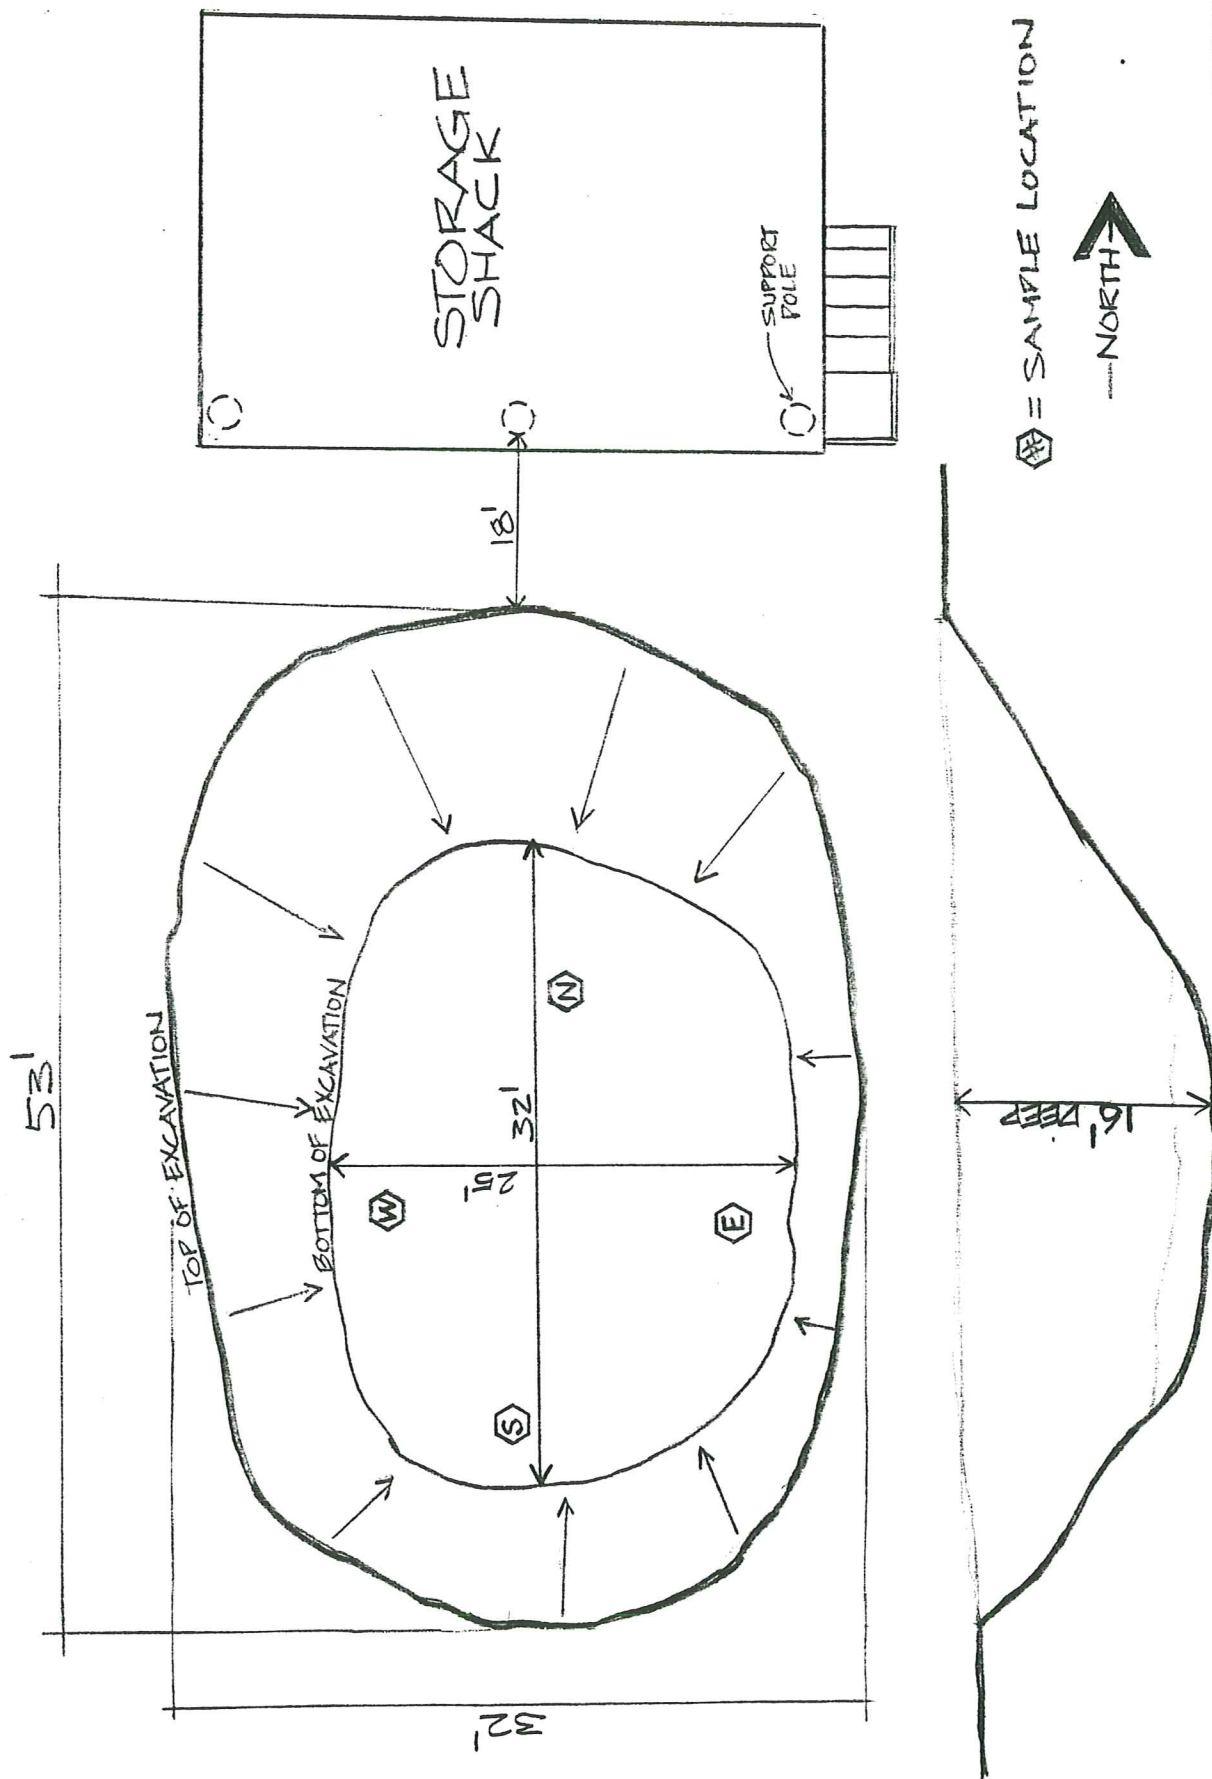 53'
TOP OF EXCAVATION
BOTTOM OF EXCAVATION
32'
W
25'
32'
S
N
E
18'
STORAGE
SHACK
SUPPORT
POLE
16' DEEP
# = SAMPLE LOCATION
NORTH